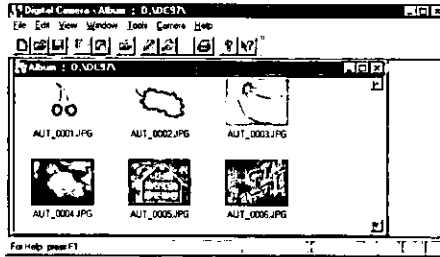 Digital Camera - Album : D:\DC97\
File Edit View Window Tools Camera Help
Album : D:\DC97\
AUT_0001.JPG AUT_0002.JPG AUT_0003.JPG
AUT_0004.JPG AUT_0005.JPG AUT_0006.JPG
For Help, press F1